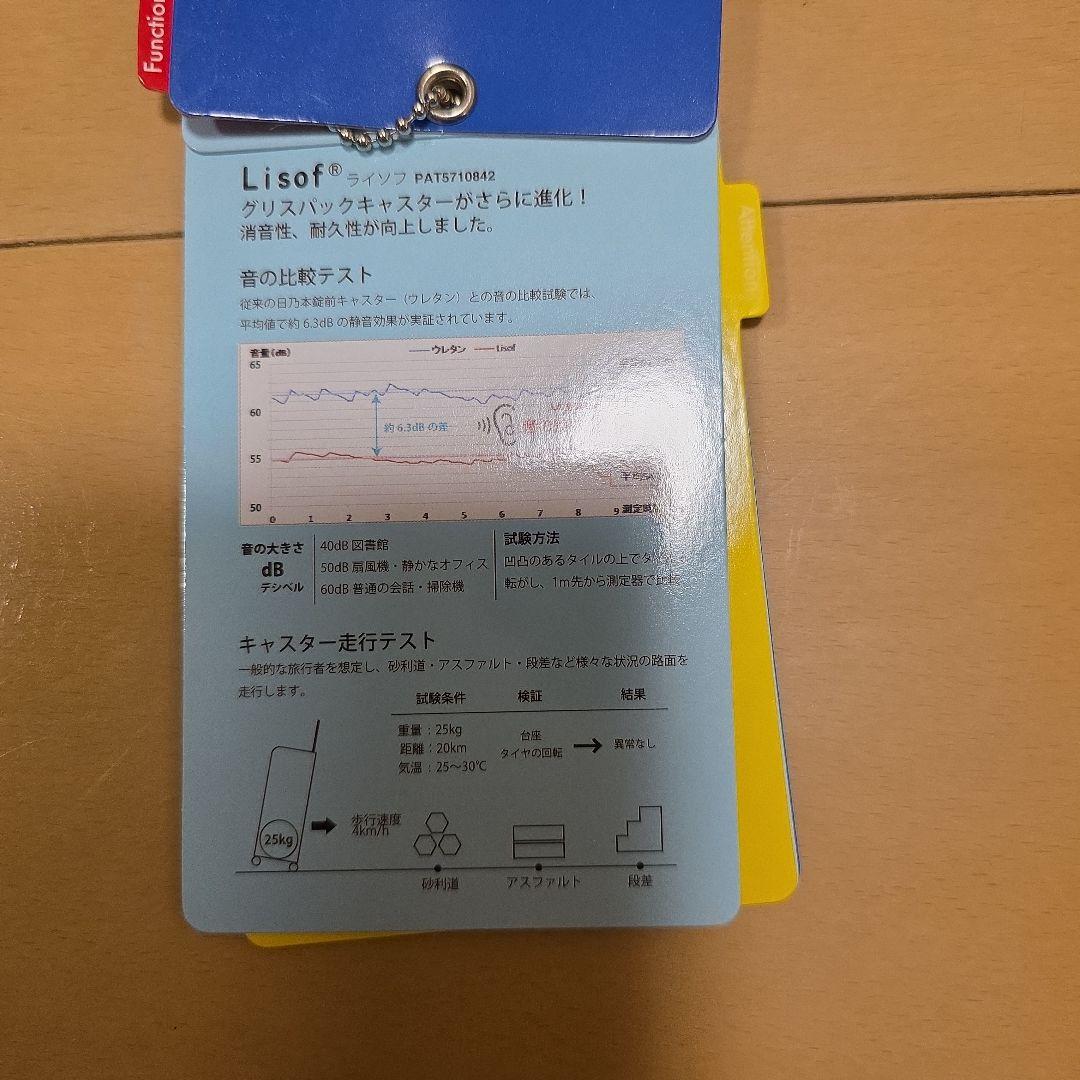 Function
Lisof® ライソフ PAT5710842
グリスパックキャスターがさらに進化！
消音性、耐久性が向上しました。
Attention
音の比較テスト
従来の日乃本錠前キャスター（ウレタン）との音の比較試験では、
平均値で約 6.3dB の静音効果が実証されています。
音量(dB)
ウレタン
Lisof
65
60
約 6.3dB の差
55
平均
50
0 1 2 3 4 5 6 7 8 9 測定時
音の大きさ
dB
デシベル
40dB 図書館
50dB 扇風機・静かなオフィス
60dB 普通の会話・掃除機
試験方法
凹凸のあるタイルの上で
転がし、1m先から測定器で比較
キャスター走行テスト
一般的な旅行者を想定し、砂利道・アスファルト・段差など様々な状況の路面を
走行します。
試験条件 検証 結果
重量：25kg
距離：20km
気温：25～30℃
台座
タイヤの回転
異常なし
25kg
歩行速度
4km/h
砂利道 アスファルト 段差